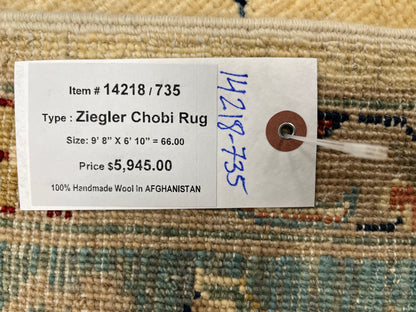 Item # 14218 / 735
Type : Ziegler Chobi Rug
Size: 9' 8" X 6' 10" = 66.00
Price $5,945.00
100% Handmade Wool In AFGHANISTAN
14218-735